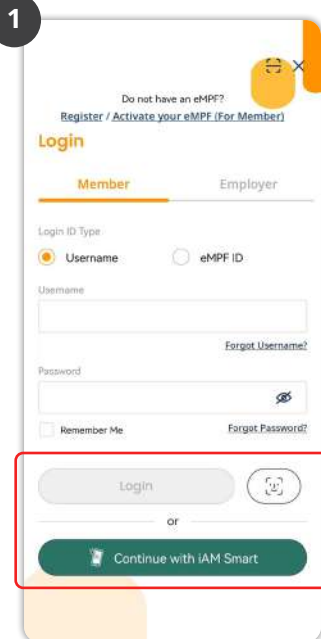 1
Do not have an eMPF?
Register / Activate your eMPF (For Member)
Login
Member Employer
Login ID Type
Username eMPF ID
Username
Forgot Username?
Password
Remember Me Forgot Password?
Login
or
Continue with iAM Smart